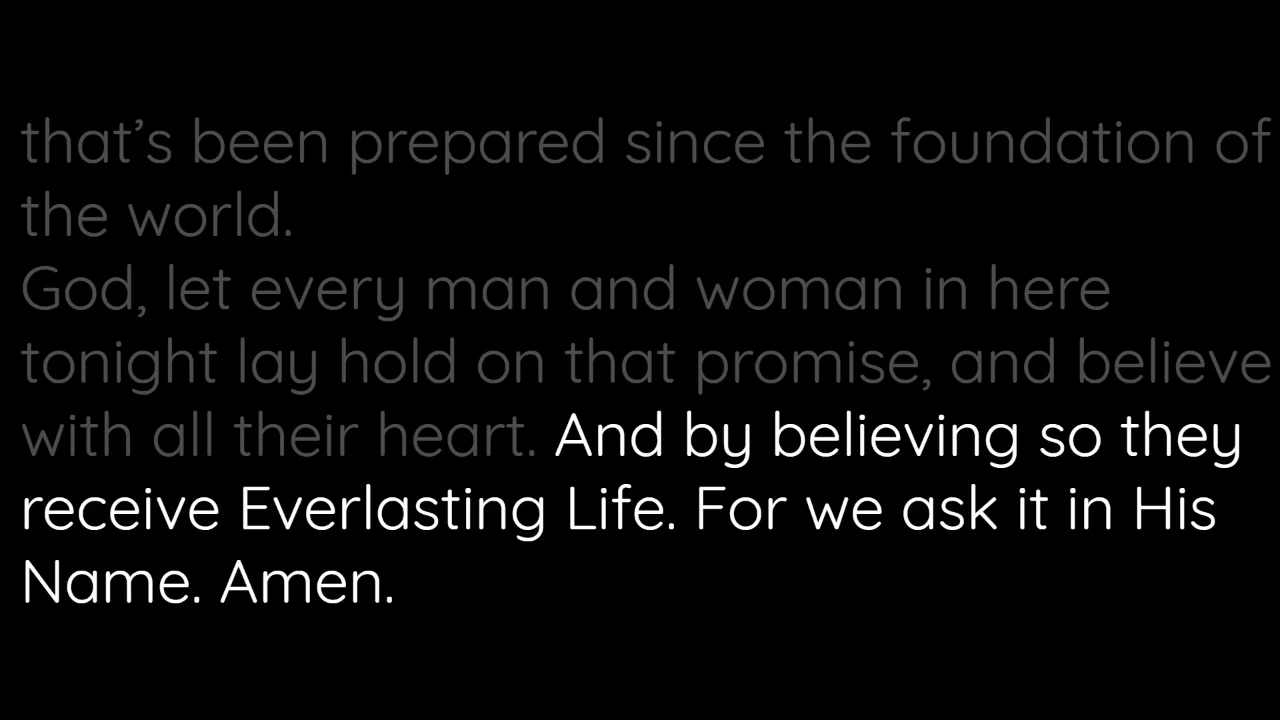 that’s been prepared since the foundation of
the world.
God, let every man and woman in here
tonight lay hold on that promise, and believe
with all their heart. And by believing so they
receive Everlasting Life. For we ask it in His
Name. Amen.